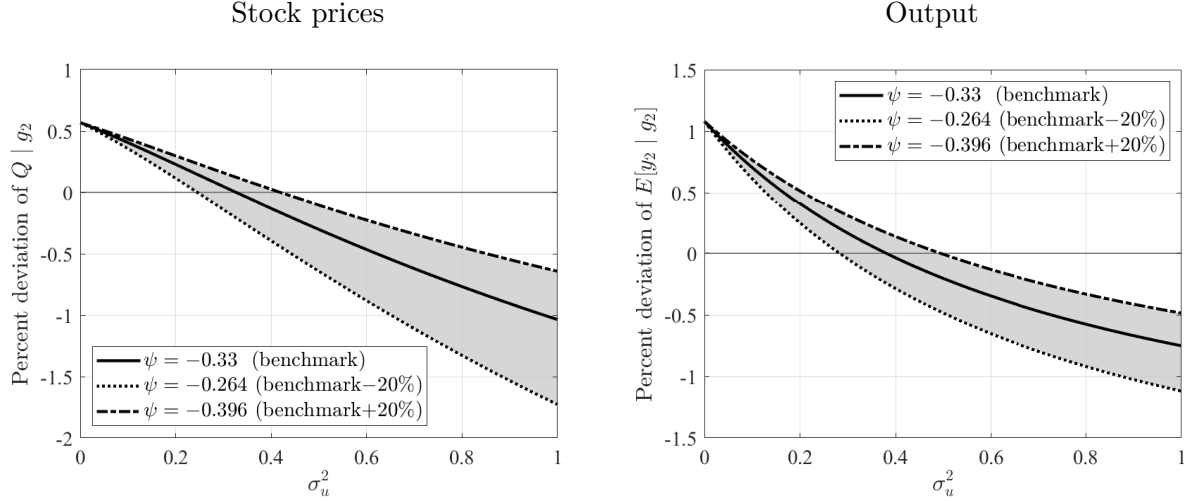 Stock prices
Percent deviation of Q | g₂
1
0.5
0
-0.5
-1
-1.5
-2
ψ = −0.33 (benchmark)
ψ = −0.264 (benchmark−20%)
ψ = −0.396 (benchmark+20%)
0 0.2 0.4 0.6 0.8 1
σ²ᵤ
Output
Percent deviation of E[y₂ | g₂]
1.5
1
0.5
0
-0.5
-1
-1.5
ψ = −0.33 (benchmark)
ψ = −0.264 (benchmark−20%)
ψ = −0.396 (benchmark+20%)
0 0.2 0.4 0.6 0.8 1
σ²ᵤ